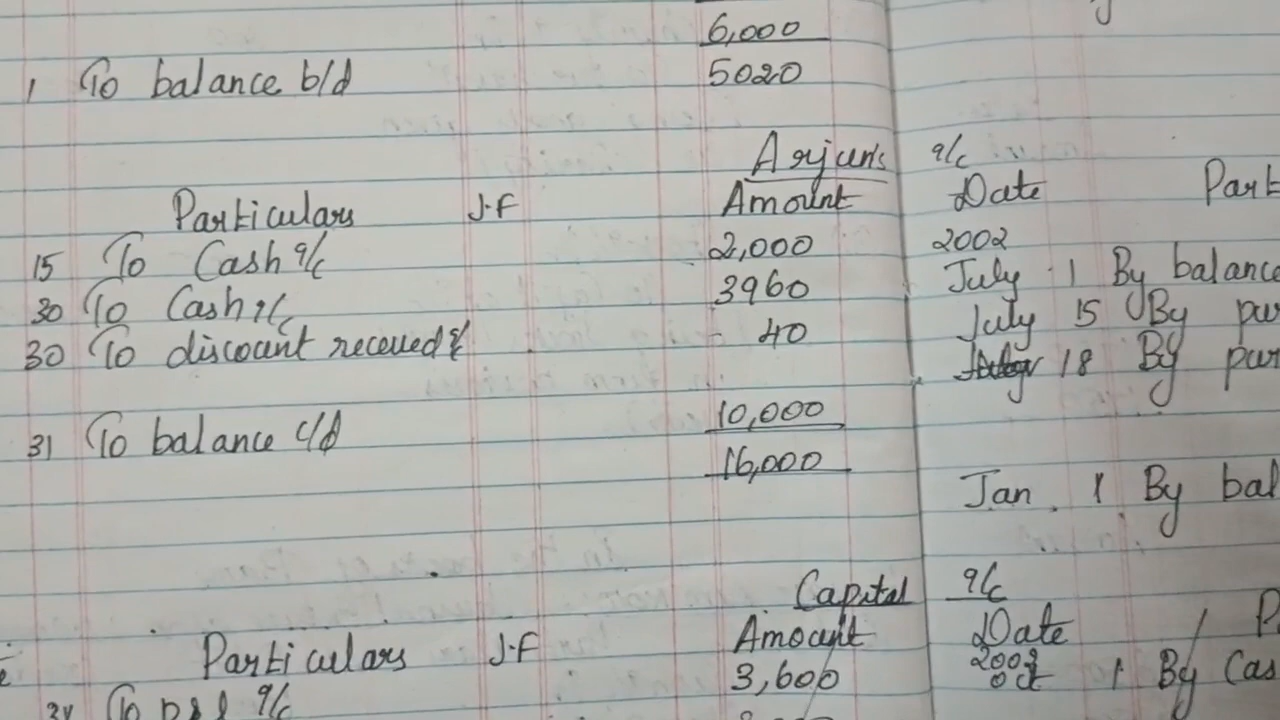 6,000
1 To balance b/d 5020
Arjun's a/c
Particulars J.F Amount Date Part
2002
15 To Cash a/c 2,000 July 1 By balance
30 To Cash a/c 3960 July 15 By pur
30 To discount received a/c 40 18 By pur
31 To balance c/d 10,000
16,000
Jan. 1 By bal
Capital a/c
Particulars J.F Amount Date P
3,600 Oct 1 By Cas
To a/c